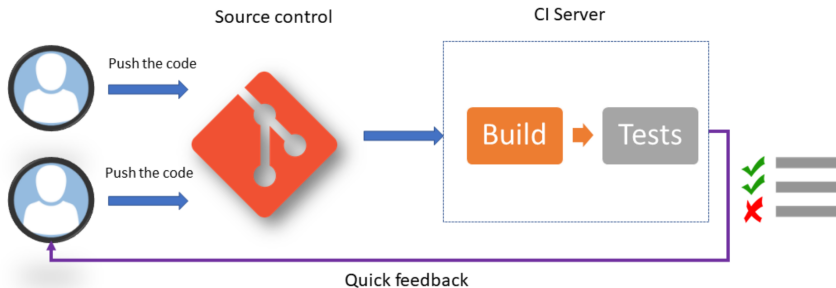 Source control
CI Server
Push the code
Build
Tests
Push the code
Quick feedback